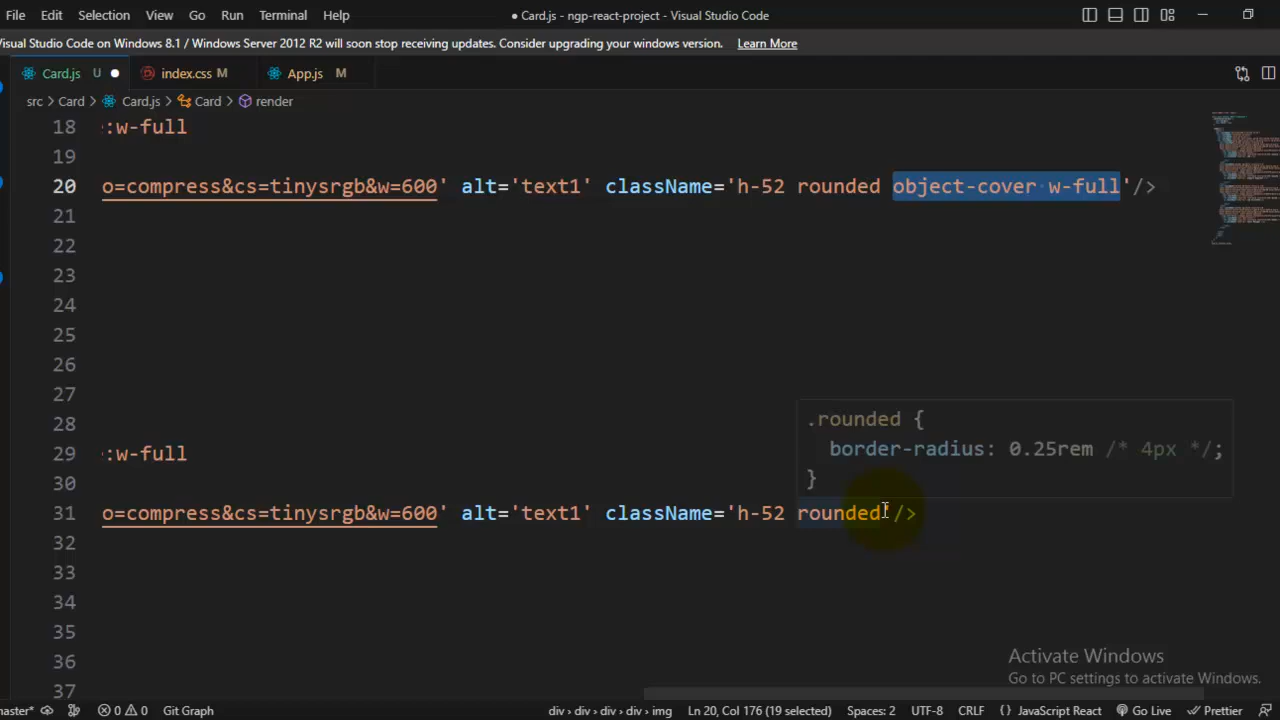 File Edit Selection View Go Run Terminal Help ● Card.js - ngp-react-project - Visual Studio Code
Visual Studio Code on Windows 8.1 / Windows Server 2012 R2 will soon stop receiving updates. Consider upgrading your windows version. Learn More
Card.js U index.css M App.js M
src > Card > Card.js > Card > render
18 :w-full
19
20 o=compress&cs=tinysrgb&w=600' alt='text1' className='h-52 rounded object-cover w-full'/>
21
22
23
24
25
26
27
28
.rounded {
border-radius: 0.25rem /* 4px */;
}
29 :w-full
30
31 o=compress&cs=tinysrgb&w=600' alt='text1' className='h-52 rounded'/>
32
33
34
35
36
37
Activate Windows
Go to PC settings to activate Windows.
master* 0 0 Git Graph div › div › div › div › img Ln 20, Col 176 (19 selected) Spaces: 2 UTF-8 CRLF {} JavaScript React Go Live Prettier